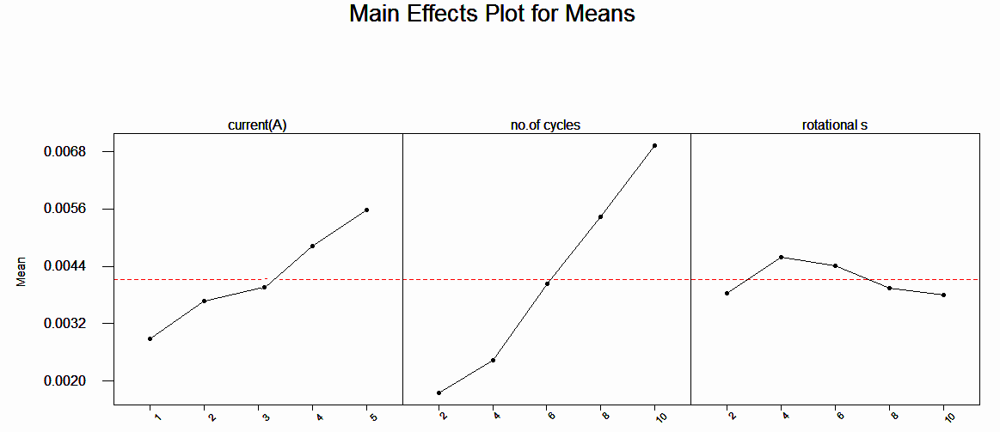 Main Effects Plot for Means
current(A) no.of cycles rotational s
0.0068
0.0056
0.0044
0.0032
0.0020
Mean
1 2 3 4 5 2 4 6 8 10 2 4 6 8 10